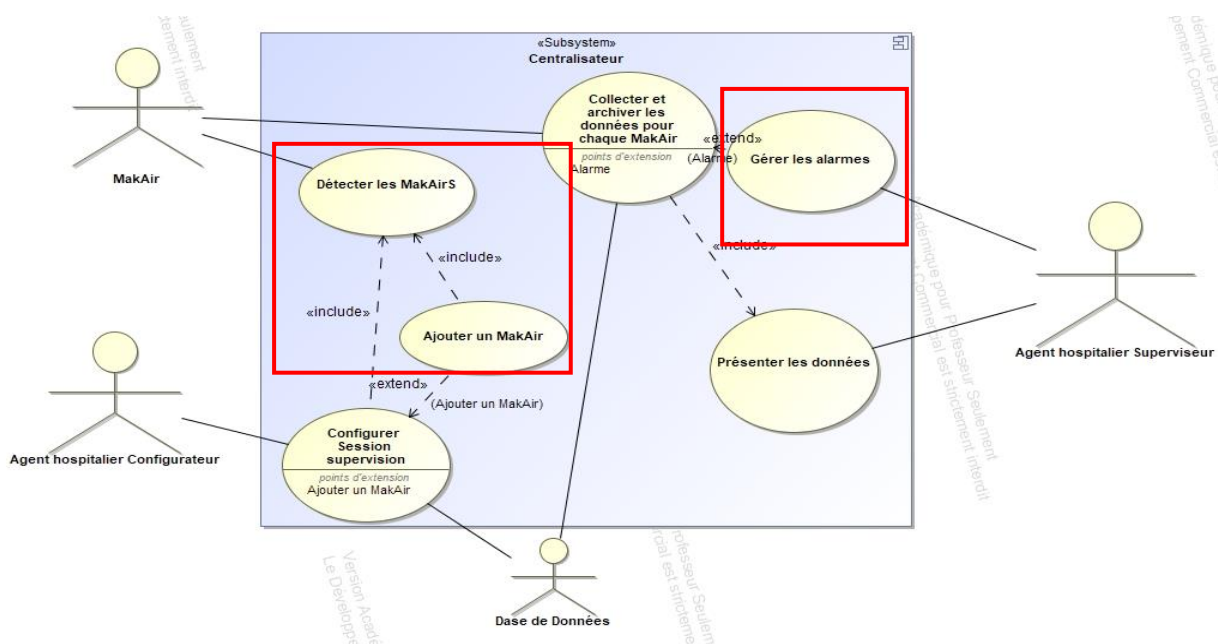 «Subsystem»
Centralisateur
MakAir
Collecter et
archiver les
données pour
chaque MakAir
points d'extension
Alarme
«extend»
(Alarme)
Gérer les alarmes
Détecter les MakAirS
«include»
«include»
«include»
Ajouter un MakAir
Présenter les données
Agent hospitalier Superviseur
«extend»
(Ajouter un MakAir)
Configurer
Session
supervision
points d'extension
Ajouter un MakAir
Agent hospitalier Configurateur
Dase de Données